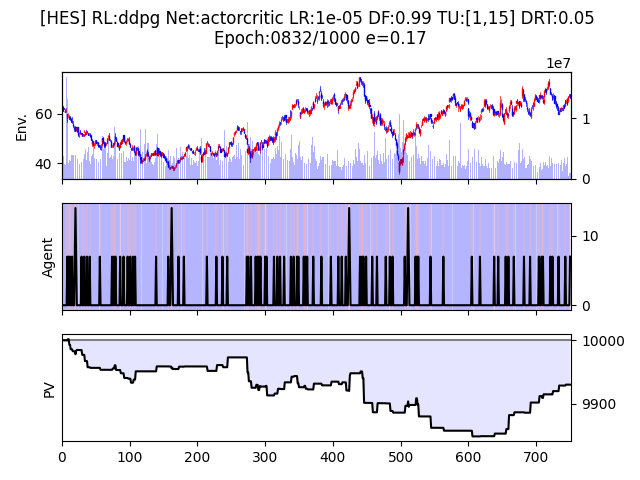 [HES] RL:ddpg Net:actorcritic LR:1e-05 DF:0.99 TU:[1,15] DRT:0.05
Epoch:0832/1000 e=0.17
1e7
Env.
60
40
1
0
Agent
10
0
PV
10000
9900
0 100 200 300 400 500 600 700